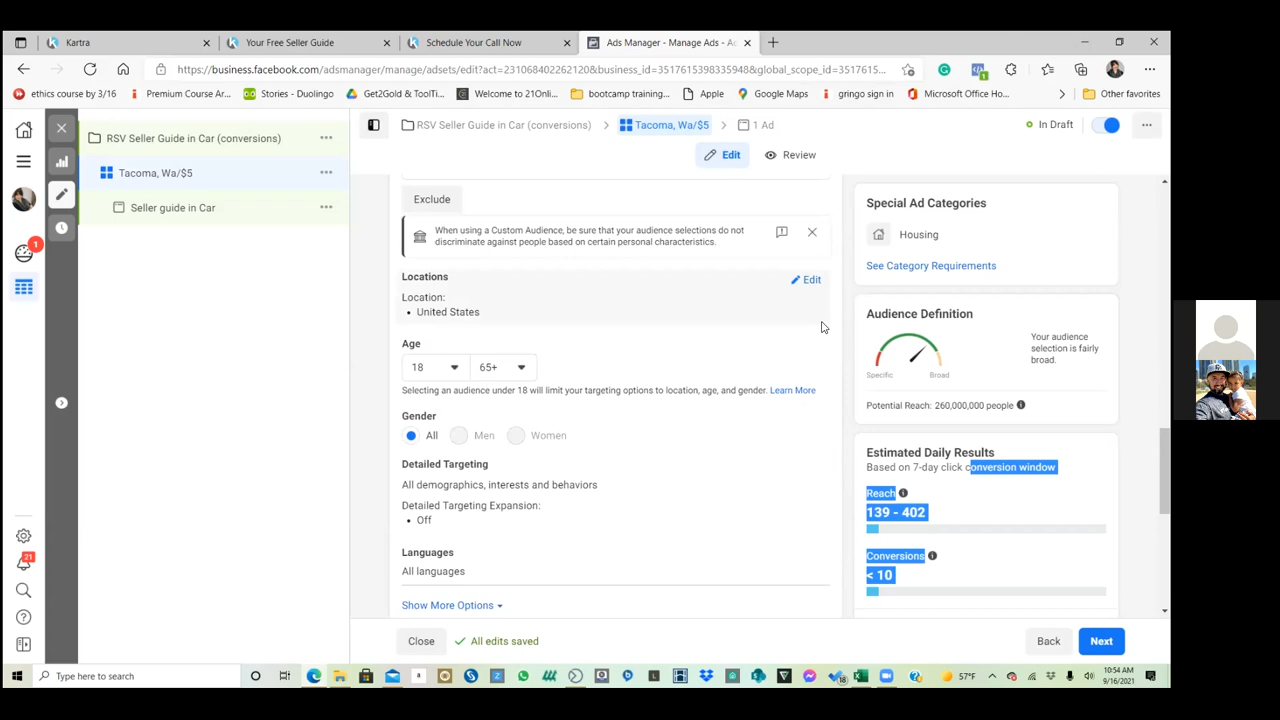 Kartra
Your Free Seller Guide
Schedule Your Call Now
Ads Manager - Manage Ads - Ad
https://business.facebook.com/adsmanager/manage/adsets/edit?act=231068402262120&business_id=3517615398335948&global_scope_id=3517615...
1
ethics course by 3/16
Premium Course Ar...
Stories - Duolingo
Get2Gold & ToolTi...
Welcome to 21Onli...
bootcamp training...
Apple
Google Maps
gringo sign in
Microsoft Office Ho...
Other favorites
RSV Seller Guide in Car (conversions)
Tacoma, Wa/$5
1 Ad
In Draft
RSV Seller Guide in Car (conversions)
Edit
Review
Tacoma, Wa/$5
Seller guide in Car
1
21
Exclude
When using a Custom Audience, be sure that your audience selections do not
discriminate against people based on certain personal characteristics.
Locations
Edit
Location:
• United States
Age
18
65+
Selecting an audience under 18 will limit your targeting options to location, age, and gender. Learn More
Gender
All
Men
Women
Detailed Targeting
All demographics, interests and behaviors
Detailed Targeting Expansion:
• Off
Languages
All languages
Show More Options
Special Ad Categories
Housing
See Category Requirements
Audience Definition
Your audience
selection is fairly
broad.
Specific
Broad
Potential Reach: 260,000,000 people
Estimated Daily Results
Based on 7-day click conversion window
Reach
139 - 402
Conversions
< 10
Close
All edits saved
Back
Next
Type here to search
18
57°F
10:54 AM
9/16/2021